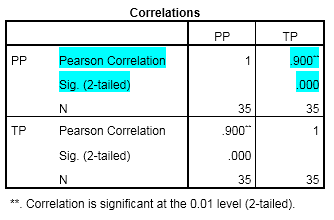 Correlations
PP TP
PP Pearson Correlation 1 .900**
Sig. (2-tailed) .000
N 35 35
TP Pearson Correlation .900** 1
Sig. (2-tailed) .000
N 35 35
**. Correlation is significant at the 0.01 level (2-tailed).